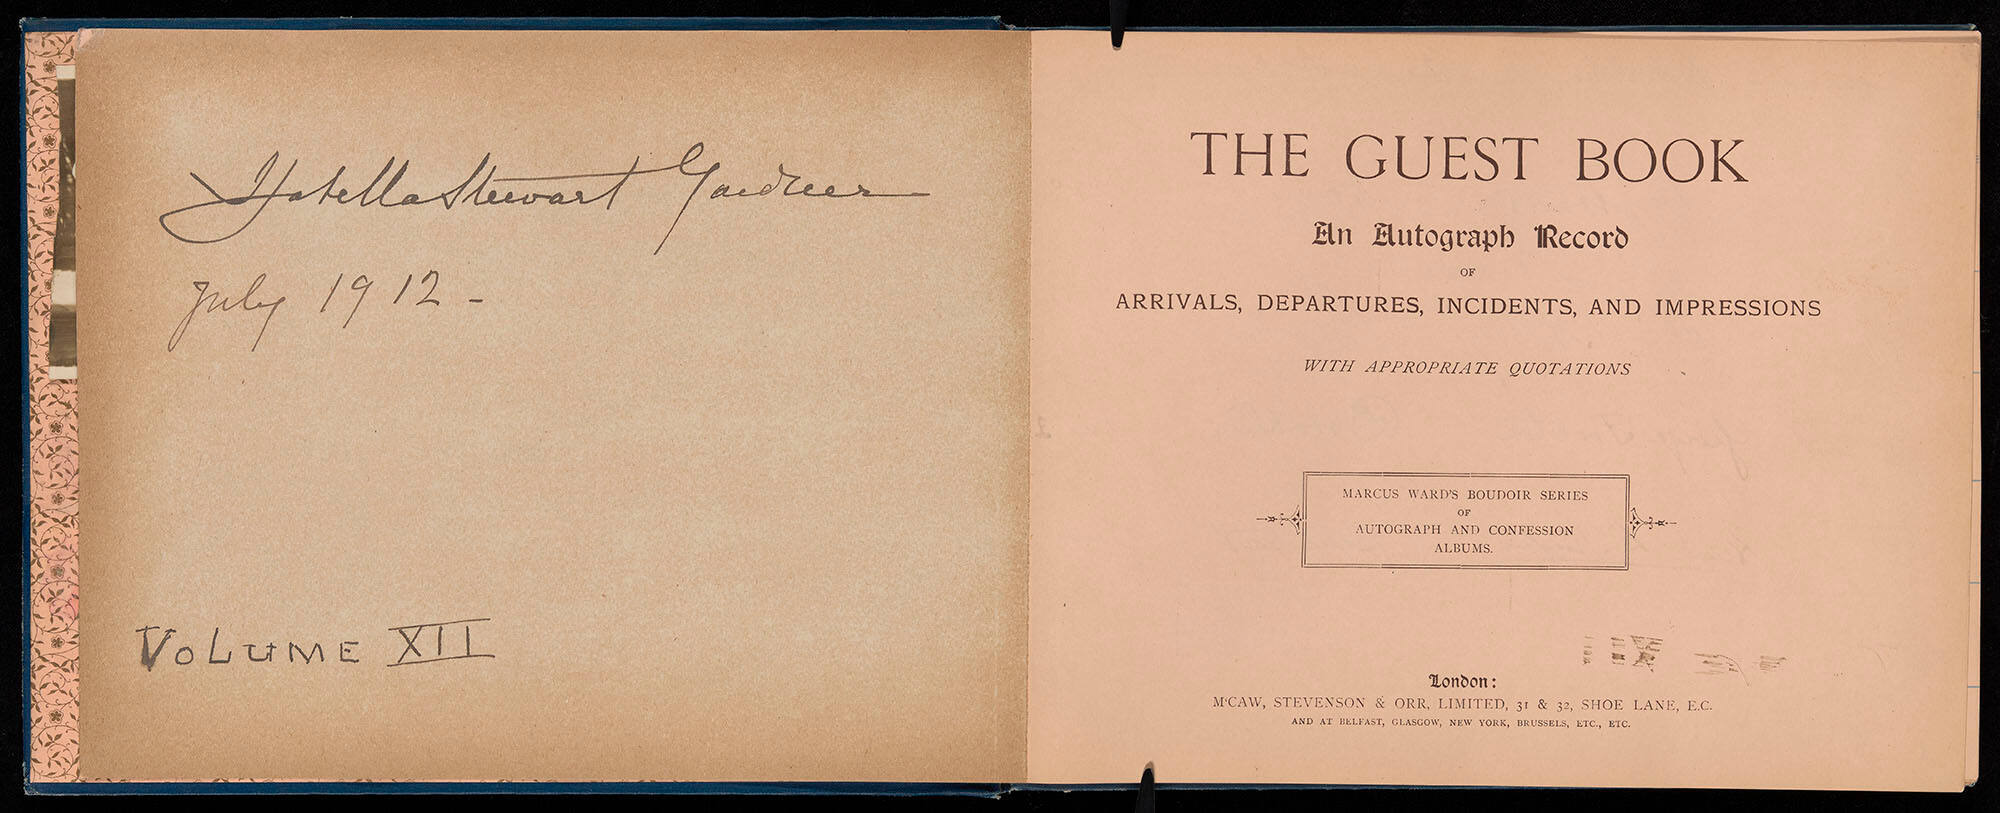 Isabella Stewart Gardner
July 1912 -
VOLUME XII
THE GUEST BOOK
An Autograph Record
OF
ARRIVALS, DEPARTURES, INCIDENTS, AND IMPRESSIONS
WITH APPROPRIATE QUOTATIONS
MARCUS WARD'S BOUDOIR SERIES
OF
AUTOGRAPH AND CONFESSION
ALBUMS.
London:
M'CAW, STEVENSON & ORR, LIMITED, 31 & 32, SHOE LANE, E.C.
AND AT BELFAST, GLASGOW, NEW YORK, BRUSSELS, ETC., ETC.